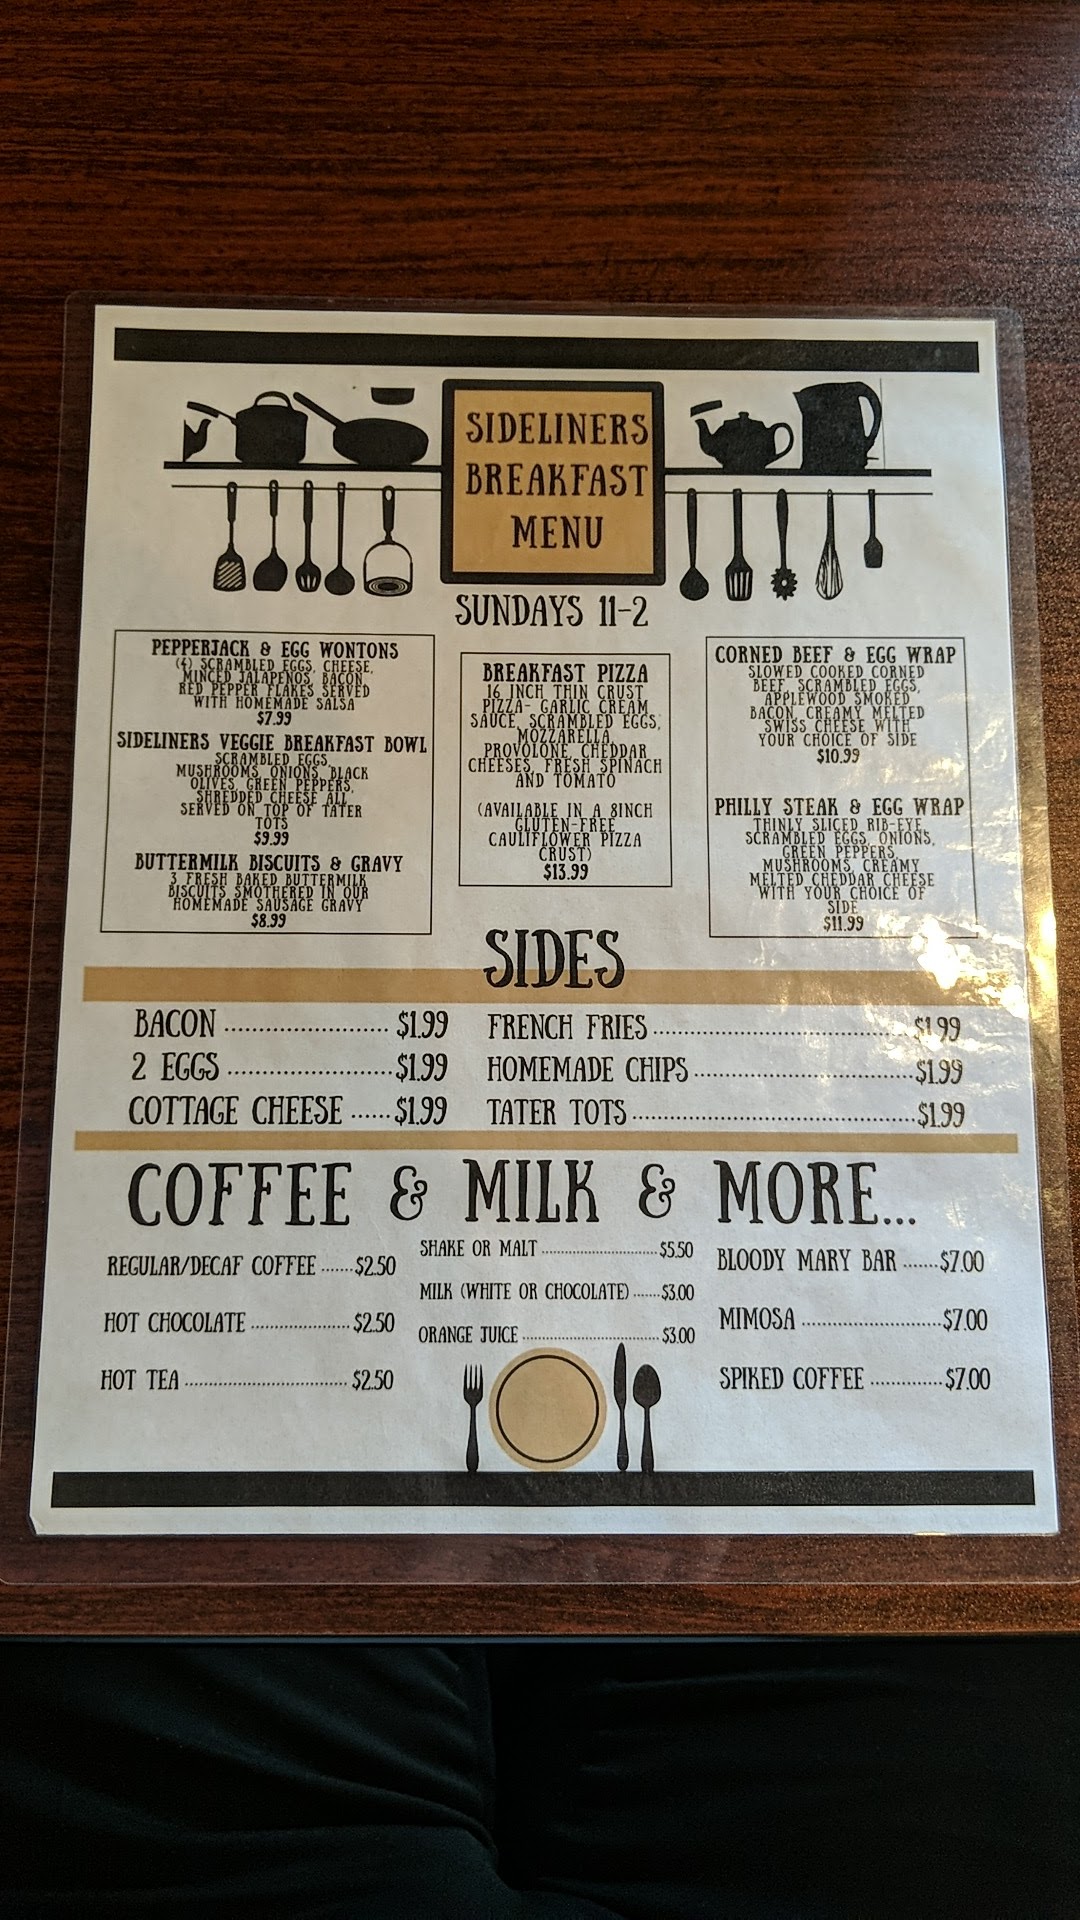 SIDELINERS
BREAKFAST
MENU
SUNDAYS 11-2
PEPPERJACK & EGG WONTONS
(4) SCRAMBLED EGGS, CHEESE,
MINCED JALAPENOS, BACON,
RED PEPPER FLAKES SERVED
WITH HOMEMADE SALSA
$7.99
SIDELINERS VEGGIE BREAKFAST BOWL
SCRAMBLED EGGS,
MUSHROOMS, ONIONS, BLACK
OLIVES, GREEN PEPPERS,
SHREDDED CHEESE ALL
SERVED ON TOP OF TATER
TOTS
$9.99
BUTTERMILK BISCUITS & GRAVY
3 FRESH BAKED BUTTERMILK
BISCUITS SMOTHERED IN OUR
HOMEMADE SAUSAGE GRAVY
$8.99
BREAKFAST PIZZA
16 INCH THIN CRUST
PIZZA- GARLIC CREAM
SAUCE, SCRAMBLED EGGS,
MOZZARELLA,
PROVOLONE, CHEDDAR
CHEESES, FRESH SPINACH
AND TOMATO
(AVAILABLE IN A 8INCH
GLUTEN-FREE
CAULIFLOWER PIZZA
CRUST)
$13.99
CORNED BEEF & EGG WRAP
SLOWED COOKED CORNED
BEEF, SCRAMBLED EGGS,
APPLEWOOD SMOKED
BACON, CREAMY MELTED
SWISS CHEESE WITH
YOUR CHOICE OF SIDE
$10.99
PHILLY STEAK & EGG WRAP
THINLY SLICED RIB-EYE,
SCRAMBLED EGGS, ONIONS,
GREEN PEPPERS,
MUSHROOMS, CREAMY
MELTED CHEDDAR CHEESE
WITH YOUR CHOICE OF
SIDE
$11.99
SIDES
BACON ........................ $1.99
2 EGGS ........................ $1.99
COTTAGE CHEESE ...... $1.99
FRENCH FRIES ........................ $1.99
HOMEMADE CHIPS ........................ $1.99
TATER TOTS ........................ $1.99
COFFEE & MILK & MORE...
REGULAR/DECAF COFFEE ....... $2.50
HOT CHOCOLATE ..................... $2.50
HOT TEA ................................... $2.50
SHAKE OR MALT ................................ $5.50
MILK (WHITE OR CHOCOLATE) ....... $3.00
ORANGE JUICE ..................................... $3.00
BLOODY MARY BAR ....... $7.00
MIMOSA ............................ $7.00
SPIKED COFFEE .............. $7.00